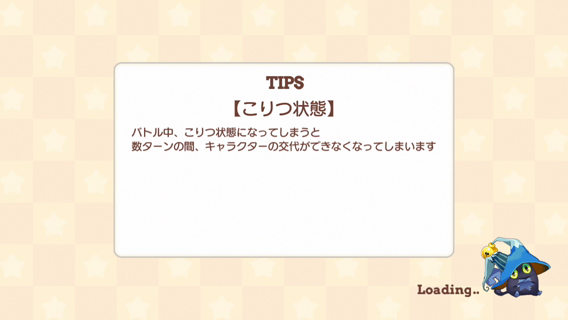 TIPS
【こりつ状態】
バトル中、こりつ状態になってしまうと
数ターンの間、キャラクターの交代ができなくなってしまいます
Loading..